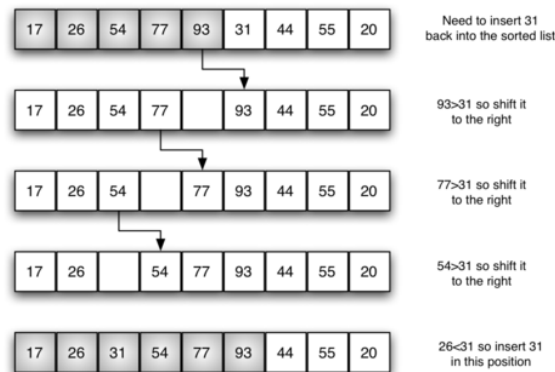 17 26 54 77 93 31 44 55 20
Need to insert 31
back into the sorted list
17 26 54 77 93 44 55 20
93>31 so shift it
to the right
17 26 54 77 93 44 55 20
77>31 so shift it
to the right
17 26 54 77 93 44 55 20
54>31 so shift it
to the right
17 26 31 54 77 93 44 55 20
26<31 so insert 31
in this position